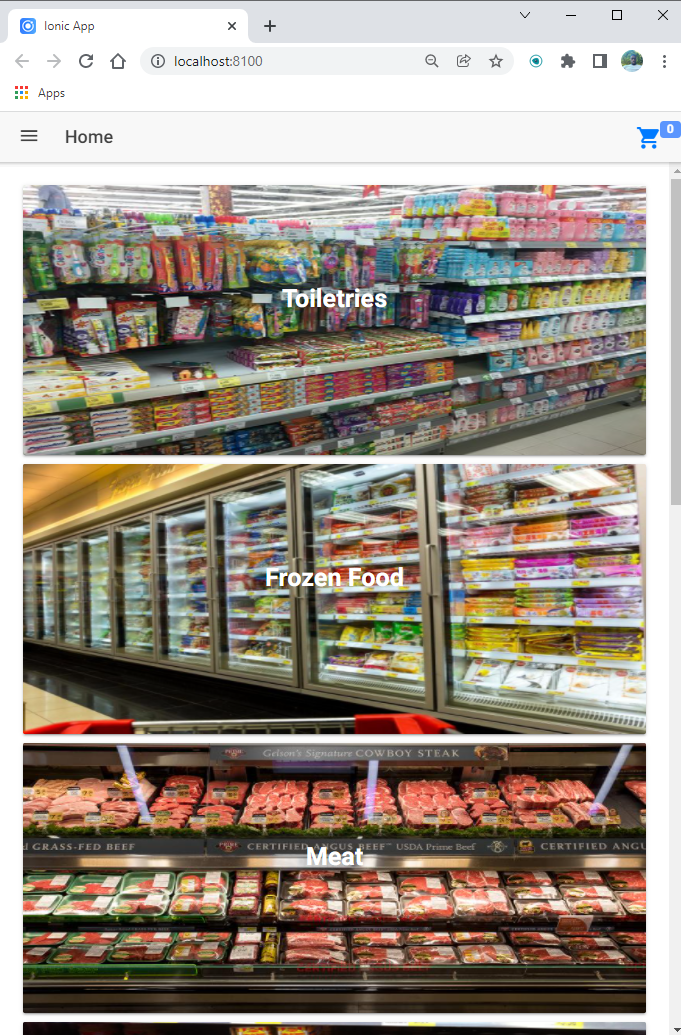 Ionic App
localhost:8100
Apps
Home
0
Toiletries
Frozen Food
Gelson's Signature COWBOY STEAK
GRASS-FED BEEF
CERTIFIED ANGUS BEEF USDA Prime Beef
CERTIFIED ANGU
Meat